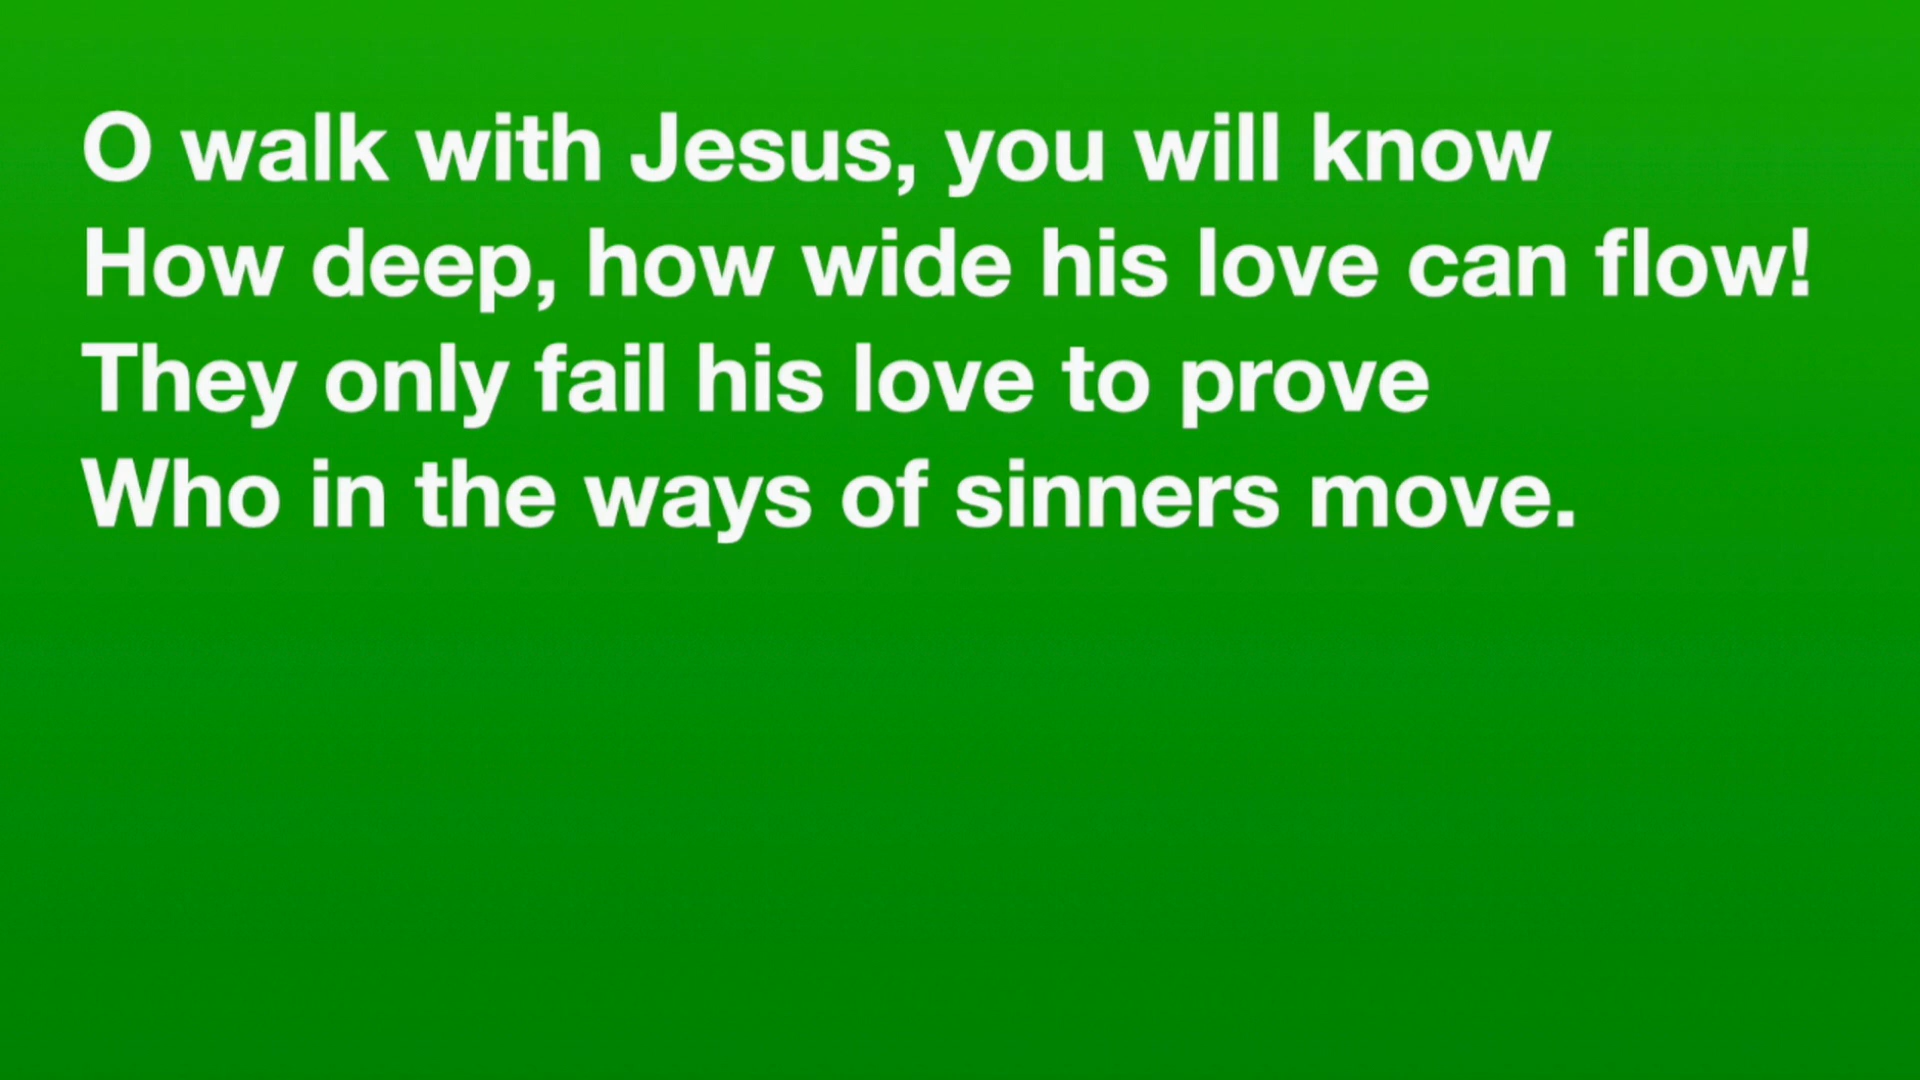 O walk with Jesus, you will know
How deep, how wide his love can flow!
They only fail his love to prove
Who in the ways of sinners move.